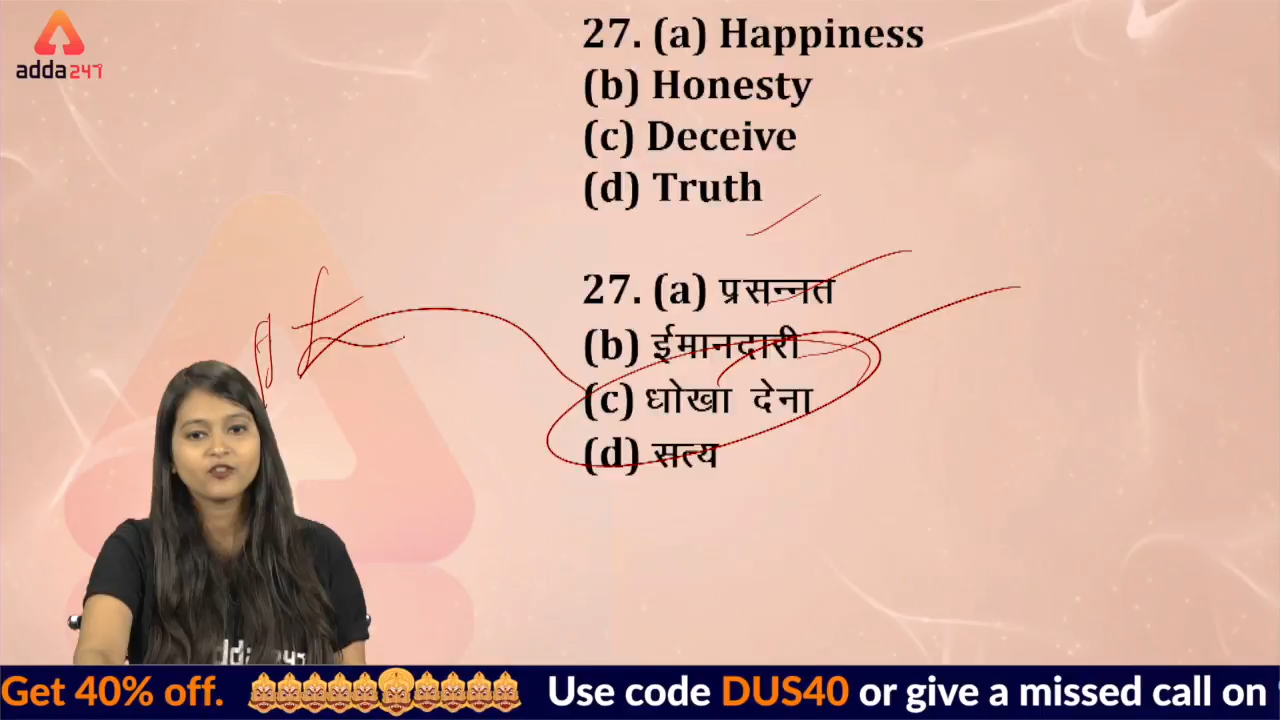 adda247
27. (a) Happiness
(b) Honesty
(c) Deceive
(d) Truth
27. (a) प्रसन्नत
(b) ईमानदारी
(c) धोखा देना
(d) सत्य
Get 40% off.
Use code DUS40 or give a missed call on